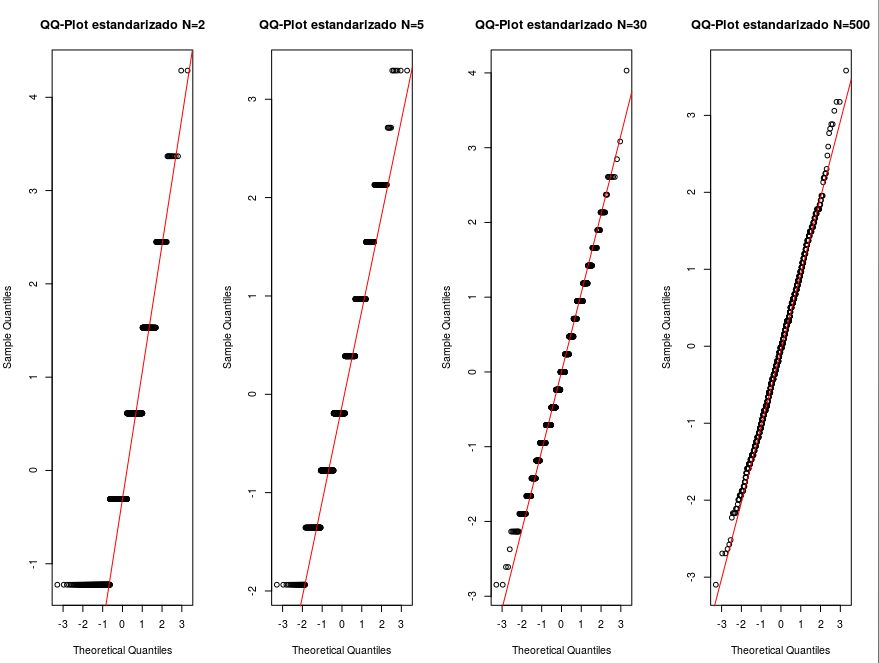 QQ-Plot estandarizado N=2
4
3
2
1
0
-1
Sample Quantiles
-3 -2 -1 0 1 2 3
Theoretical Quantiles
QQ-Plot estandarizado N=5
3
2
1
0
-1
-2
Sample Quantiles
-3 -2 -1 0 1 2 3
Theoretical Quantiles
QQ-Plot estandarizado N=30
4
3
2
1
0
-1
-2
-3
Sample Quantiles
-3 -2 -1 0 1 2 3
Theoretical Quantiles
QQ-Plot estandarizado N=500
3
2
1
0
-1
-2
-3
Sample Quantiles
-3 -2 -1 0 1 2 3
Theoretical Quantiles